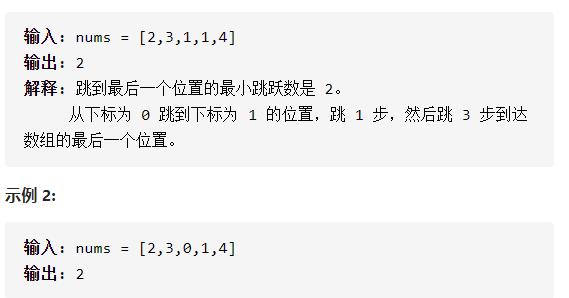 输入：nums = [2,3,1,1,4]
输出：2
解释：跳到最后一个位置的最小跳跃数是 2。
从下标为 0 跳到下标为 1 的位置，跳 1 步，然后跳 3 步到达
数组的最后一个位置。
示例 2:
输入：nums = [2,3,0,1,4]
输出：2